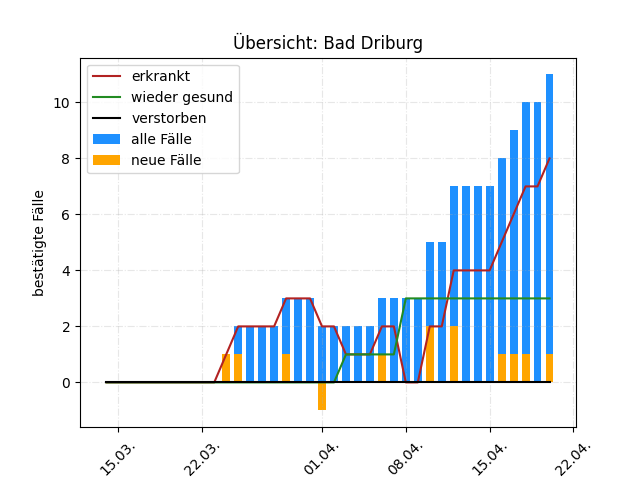 Übersicht: Bad Driburg
erkrankt
wieder gesund
verstorben
alle Fälle
neue Fälle
bestätigte Fälle
10
8
6
4
2
0
15.03.
22.03.
01.04.
08.04.
15.04.
22.04.